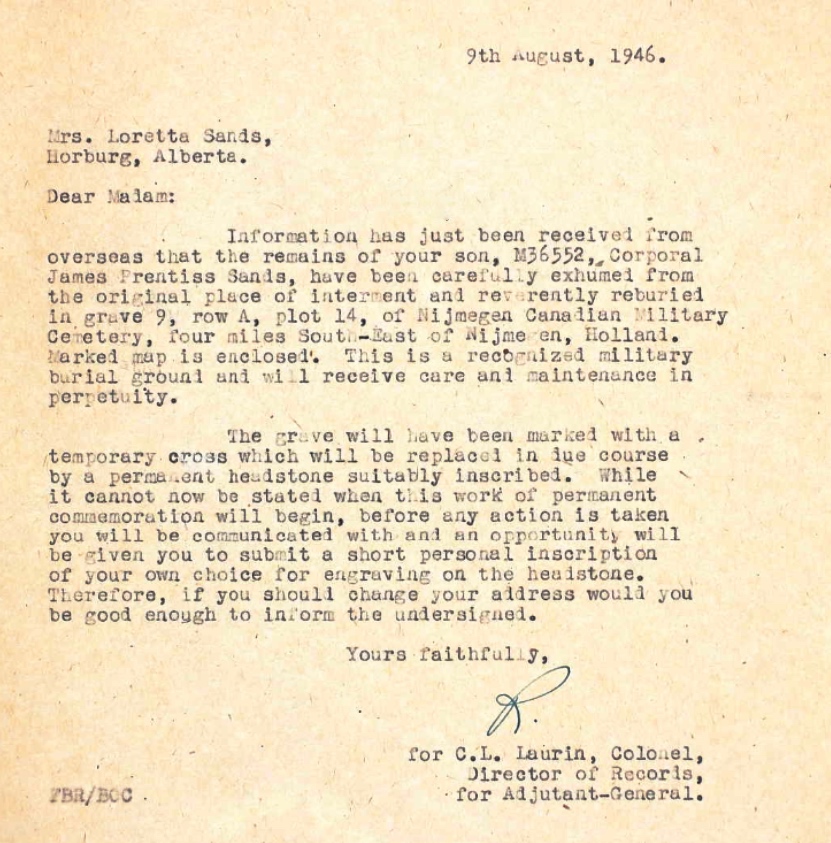 9th August, 1946.
Mrs. Loretta Sands,
Horburg, Alberta.
Dear Madam:
Information has just been received from
overseas that the remains of your son, M36552, Corporal
James Prentiss Sands, have been carefully exhumed from
the original place of interment and reverently reburied
in grave 9, row A, plot 14, of Nijmegen Canadian Military
Cemetery, four miles South-East of Nijmegen, Holland.
Marked map is enclosed. This is a recognized military
burial ground and will receive care and maintenance in
perpetuity.
The grave will have been marked with a
temporary cross which will be replaced in due course
by a permanent headstone suitably inscribed. While
it cannot now be stated when this work of permanent
commemoration will begin, before any action is taken
you will be communicated with and an opportunity will
be given you to submit a short personal inscription
of your own choice for engraving on the headstone.
Therefore, if you should change your address would you
be good enough to inform the undersigned.
Yours faithfully,
R.
for C.L. Laurin, Colonel,
Director of Records,
for Adjutant-General.